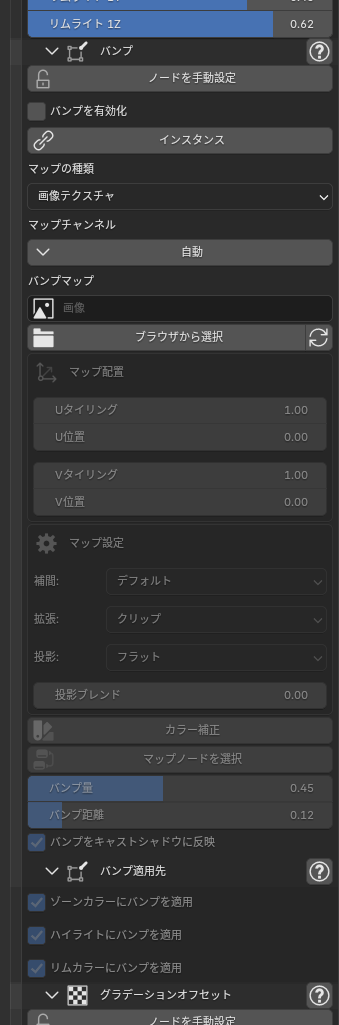 リムライト 1Z 0.62
バンプ
ノードを手動設定
バンプを有効化
インスタンス
マップの種類
画像テクスチャ
マップチャンネル
自動
バンプマップ
画像
ブラウザから選択
マップ配置
Uタイリング 1.00
U位置 0.00
Vタイリング 1.00
V位置 0.00
マップ設定
補間: デフォルト
拡張: クリップ
投影: フラット
投影ブレンド 0.00
カラー補正
マップノードを選択
バンプ量 0.45
バンプ距離 0.12
バンプをキャストシャドウに反映
バンプ適用先
ゾーンカラーにバンプを適用
ハイライトにバンプを適用
リムカラーにバンプを適用
グラデーションオフセット
ノードを手動設定